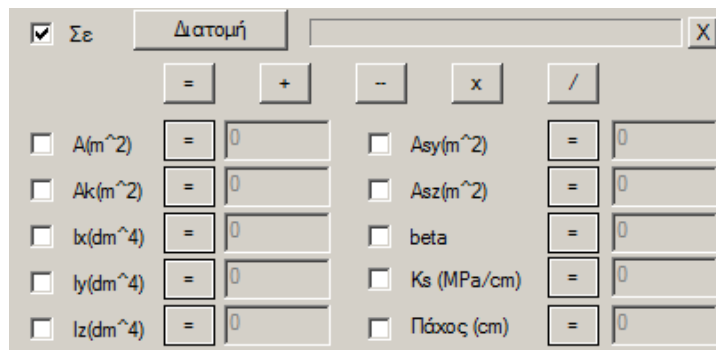 Σε Διατομή X
= + -- x /
A(m^2) = 0 Asy(m^2) = 0
Ak(m^2) = 0 Asz(m^2) = 0
Ix(dm^4) = 0 beta = 0
Iy(dm^4) = 0 Ks (MPa/cm) = 0
Iz(dm^4) = 0 Πάχος (cm) = 0